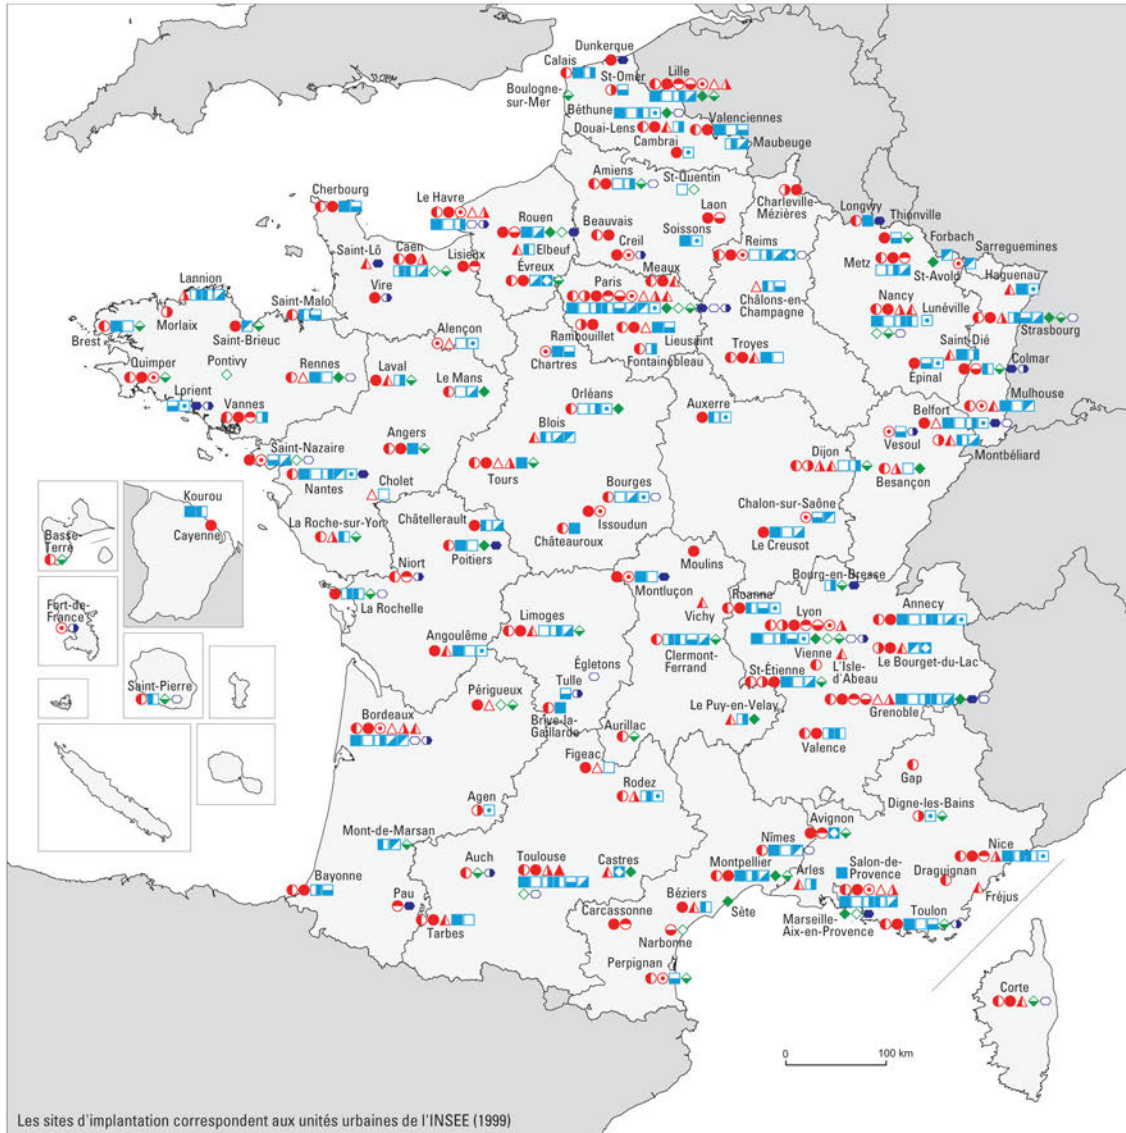 Dunkerque
Calais
St-Omer
Lille
Boulogne-
sur-Mer
Béthune
Valenciennes
Douai-Lens
Cambrai
Maubeuge
Amiens
St-Quentin
Cherbourg
Le Havre
Charleville-
Mézières
Laon
Longwy
Thionville
Rouen
Beauvais
Forbach
Saint-Lô
Caen
Lisieux
Elbeuf
Creil
Soissons
Reims
Metz
St-Avold
Sarreguemines
Évreux
Meaux
Haguenau
Lannion
Vire
Paris
Châlons-en-
Champagne
Nancy
Lunéville
Saint-Malo
Morlaix
Strasbourg
Brest
Saint-Brieuc
Alençon
Rambouillet
Lieusaint
Saint-Dié
Chartres
Fontainebleau
Troyes
Colmar
Quimper
Pontivy
Rennes
Laval
Épinal
Le Mans
Mulhouse
Lorient
Vannes
Orléans
Auxerre
Belfort
Blois
Vesoul
Angers
Montbéliard
Saint-Nazaire
Dijon
Tours
Besançon
Nantes
Cholet
Bourges
Kourou
Issoudun
Chalon-sur-Saône
La Roche-sur-Yon
Châtellerault
Cayenne
Châteauroux
Le Creusot
Basse-
Terre
Poitiers
Moulins
Niort
Montluçon
Bourg-en-Bresse
Fort-de-
France
La Rochelle
Vichy
Roanne
Annecy
Limoges
Lyon
Angoulême
Clermont-
Ferrand
Vienne
Le Bourget-du-Lac
Égletons
St-Étienne
L'Isle-
d'Abeau
Saint-Pierre
Tulle
Périgueux
Le Puy-en-Velay
Grenoble
Bordeaux
Brive-la-
Gaillarde
Aurillac
Valence
Figeac
Gap
Rodez
Agen
Digne-les-Bains
Avignon
Mont-de-Marsan
Nîmes
Nice
Auch
Toulouse
Castres
Montpellier
Arles
Salon-de-
Provence
Draguignan
Bayonne
Pau
Béziers
Fréjus
Carcassonne
Sète
Marseille-
Aix-en-Provence
Toulon
Tarbes
Narbonne
Perpignan
Corte
0 100 km
Les sites d'implantation correspondent aux unités urbaines de l'INSEE (1999)